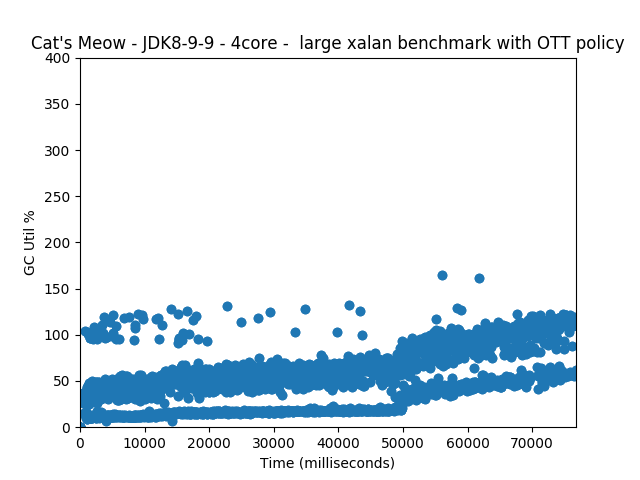 Cat's Meow - JDK8-9-9 - 4core -  large xalan benchmark with OTT policy
400
350
300
250
200
150
100
50
0
GC Util %
0 10000 20000 30000 40000 50000 60000 70000
Time (milliseconds)